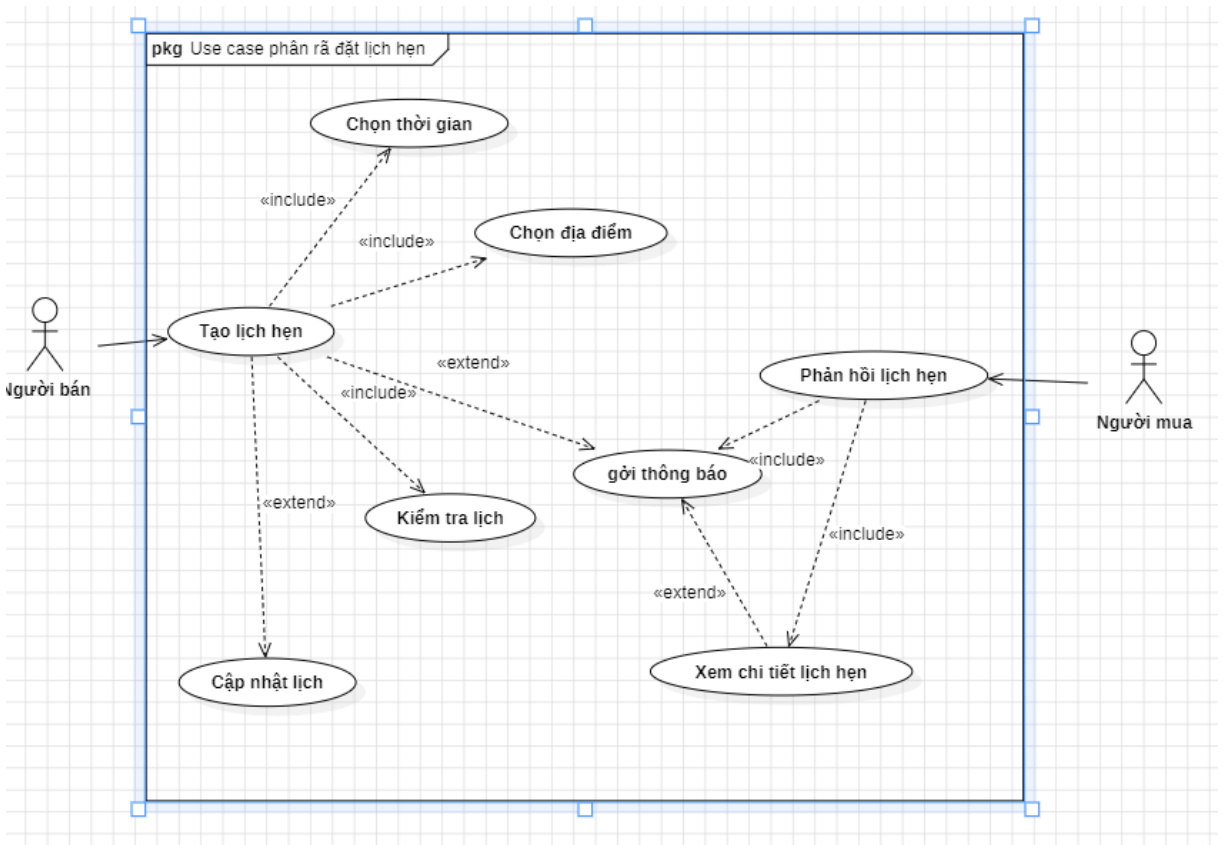 pkg Use case phân rã đặt lịch hẹn
Chọn thời gian
«include»
Chọn địa điểm
«include»
Tạo lịch hẹn
«extend»
Phản hồi lịch hẹn
«include»
Người bán
Người mua
gởi thông báo
«include»
«extend»
Kiểm tra lịch
«include»
«extend»
Cập nhật lịch
Xem chi tiết lịch hẹn